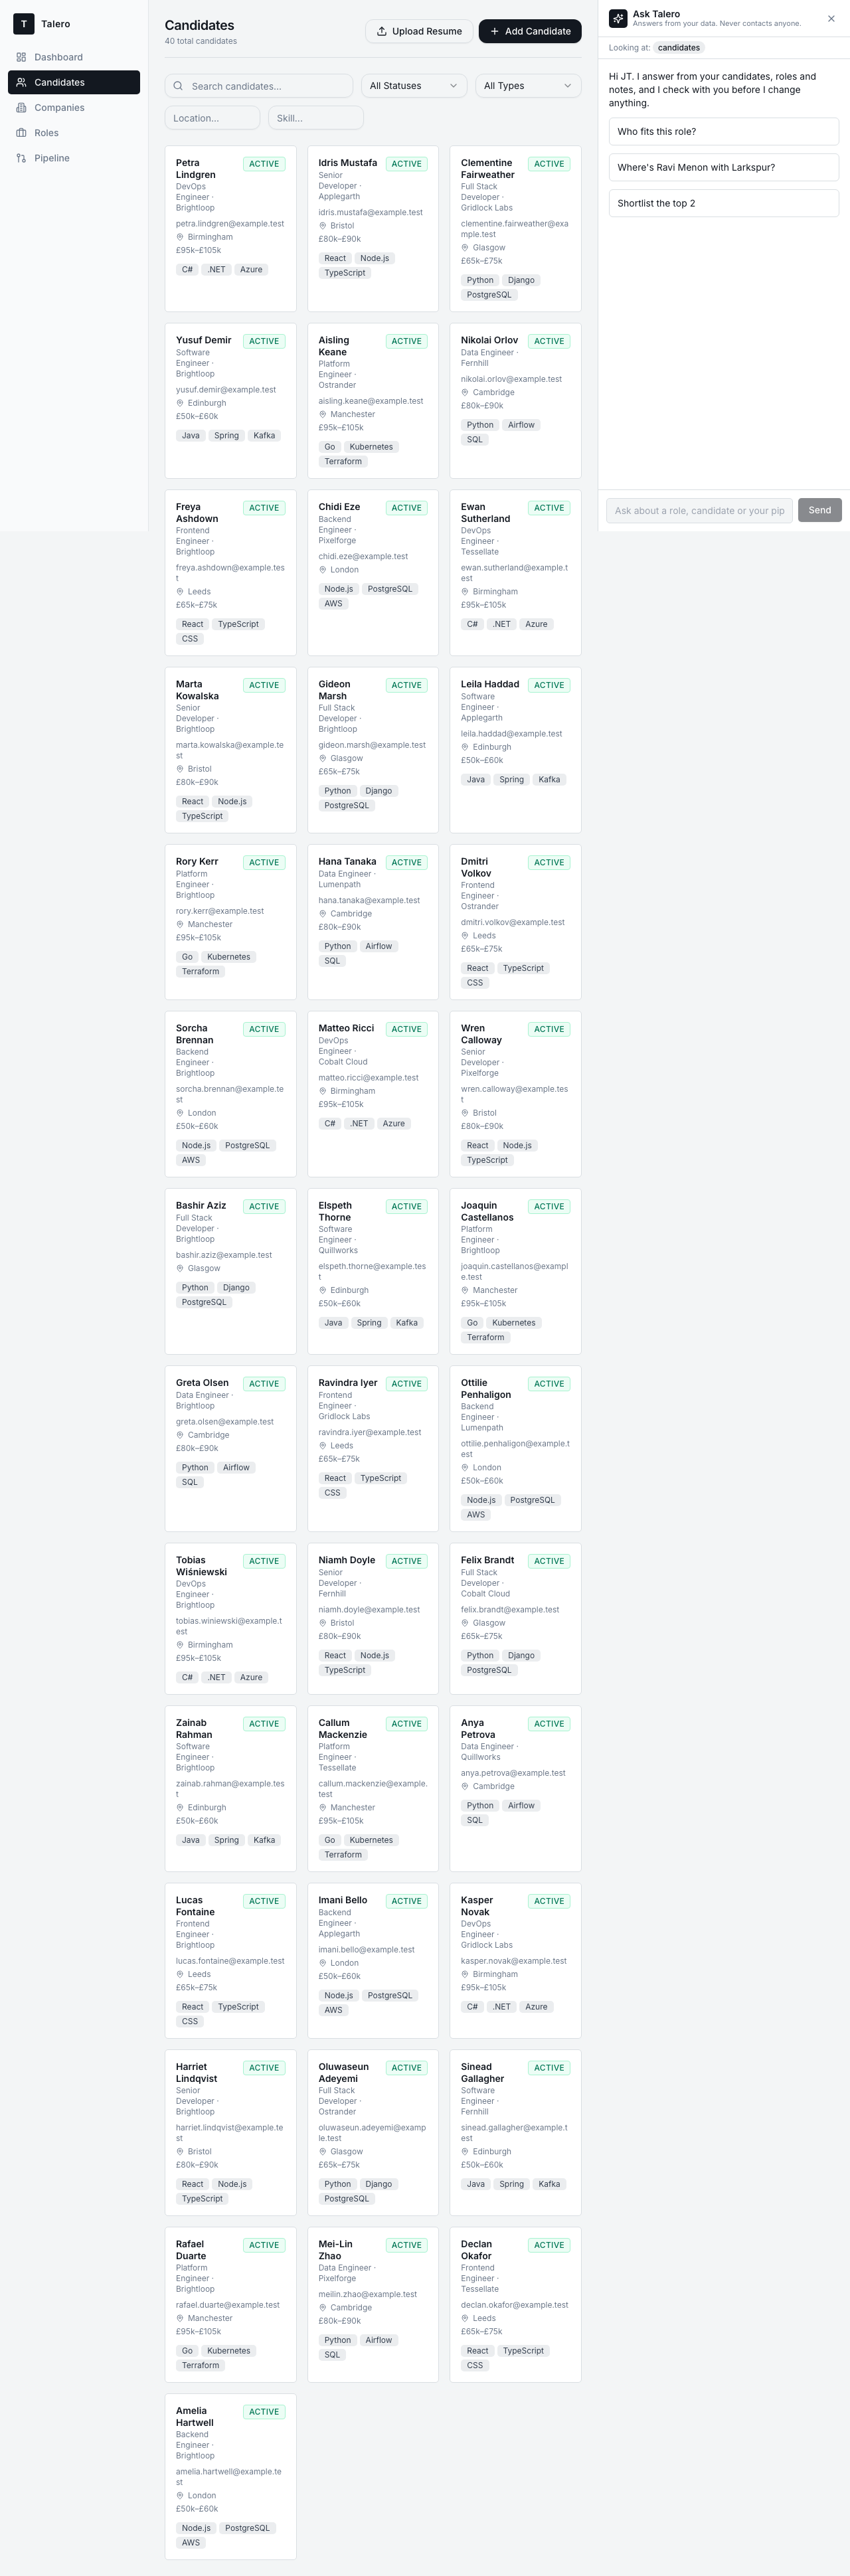 T
Talero
Dashboard
Candidates
Companies
Roles
Pipeline
Candidates
40 total candidates
Upload Resume
Add Candidate
Search candidates...
All Statuses
All Types
Location...
Skill...
Petra
Lindgren
ACTIVE
DevOps
Engineer ·
Brightloop
petra.lindgren@example.test
Birmingham
£95k–£105k
C# .NET Azure
Idris Mustafa
ACTIVE
Senior
Developer ·
Applegarth
idris.mustafa@example.test
Bristol
£80k–£90k
React Node.js
TypeScript
Clementine
Fairweather
ACTIVE
Full Stack
Developer ·
Gridlock Labs
clementine.fairweather@exa
mple.test
Glasgow
£65k–£75k
Python Django
PostgreSQL
Yusuf Demir
ACTIVE
Software
Engineer ·
Brightloop
yusuf.demir@example.test
Edinburgh
£50k–£60k
Java Spring Kafka
Aisling
Keane
ACTIVE
Platform
Engineer ·
Ostrander
aisling.keane@example.test
Manchester
£95k–£105k
Go Kubernetes
Terraform
Nikolai Orlov
ACTIVE
Data Engineer ·
Fernhill
nikolai.orlov@example.test
Cambridge
£80k–£90k
Python Airflow
SQL
Freya
Ashdown
ACTIVE
Frontend
Engineer ·
Brightloop
freya.ashdown@example.tes
t
Leeds
£65k–£75k
React TypeScript
CSS
Chidi Eze
ACTIVE
Backend
Engineer ·
Pixelforge
chidi.eze@example.test
London
Node.js PostgreSQL
AWS
Ewan
Sutherland
ACTIVE
DevOps
Engineer ·
Tessellate
ewan.sutherland@example.t
est
Birmingham
£95k–£105k
C# .NET Azure
Marta
Kowalska
ACTIVE
Senior
Developer ·
Brightloop
marta.kowalska@example.te
st
Bristol
£80k–£90k
React Node.js
TypeScript
Gideon
Marsh
ACTIVE
Full Stack
Developer ·
Brightloop
gideon.marsh@example.test
Glasgow
£65k–£75k
Python Django
PostgreSQL
Leila Haddad
ACTIVE
Software
Engineer ·
Applegarth
leila.haddad@example.test
Edinburgh
£50k–£60k
Java Spring Kafka
Rory Kerr
ACTIVE
Platform
Engineer ·
Brightloop
rory.kerr@example.test
Manchester
£95k–£105k
Go Kubernetes
Terraform
Hana Tanaka
ACTIVE
Data Engineer ·
Lumenpath
hana.tanaka@example.test
Cambridge
£80k–£90k
Python Airflow
SQL
Dmitri
Volkov
ACTIVE
Frontend
Engineer ·
Ostrander
dmitri.volkov@example.test
Leeds
£65k–£75k
React TypeScript
CSS
Sorcha
Brennan
ACTIVE
Backend
Engineer ·
Brightloop
sorcha.brennan@example.te
st
London
£50k–£60k
Node.js PostgreSQL
AWS
Matteo Ricci
ACTIVE
DevOps
Engineer ·
Cobalt Cloud
matteo.ricci@example.test
Birmingham
£95k–£105k
C# .NET Azure
Wren
Calloway
ACTIVE
Senior
Developer ·
Pixelforge
wren.calloway@example.tes
t
Bristol
£80k–£90k
React Node.js
TypeScript
Bashir Aziz
ACTIVE
Full Stack
Developer ·
Brightloop
bashir.aziz@example.test
Glasgow
Python Django
PostgreSQL
Elspeth
Thorne
ACTIVE
Software
Engineer ·
Quillworks
elspeth.thorne@example.tes
t
Edinburgh
£50k–£60k
Java Spring Kafka
Joaquin
Castellanos
ACTIVE
Platform
Engineer ·
Brightloop
joaquin.castellanos@exampl
e.test
Manchester
£95k–£105k
Go Kubernetes
Terraform
Greta Olsen
ACTIVE
Data Engineer ·
Brightloop
greta.olsen@example.test
Cambridge
£80k–£90k
Python Airflow
SQL
Ravindra Iyer
ACTIVE
Frontend
Engineer ·
Gridlock Labs
ravindra.iyer@example.test
Leeds
£65k–£75k
React TypeScript
CSS
Ottilie
Penhaligon
ACTIVE
Backend
Engineer ·
Lumenpath
ottilie.penhaligon@example.t
est
London
£50k–£60k
Node.js PostgreSQL
AWS
Tobias
Wiśniewski
ACTIVE
DevOps
Engineer ·
Brightloop
tobias.winiewski@example.t
est
Birmingham
£95k–£105k
C# .NET Azure
Niamh Doyle
ACTIVE
Senior
Developer ·
Fernhill
niamh.doyle@example.test
Bristol
£80k–£90k
React Node.js
TypeScript
Felix Brandt
ACTIVE
Full Stack
Developer ·
Cobalt Cloud
felix.brandt@example.test
Glasgow
£65k–£75k
Python Django
PostgreSQL
Zainab
Rahman
ACTIVE
Software
Engineer ·
Brightloop
zainab.rahman@example.tes
t
Edinburgh
£50k–£60k
Java Spring Kafka
Callum
Mackenzie
ACTIVE
Platform
Engineer ·
Tessellate
callum.mackenzie@example.
test
Manchester
£95k–£105k
Go Kubernetes
Terraform
Anya
Petrova
ACTIVE
Data Engineer ·
Quillworks
anya.petrova@example.test
Cambridge
Python Airflow
SQL
Lucas
Fontaine
ACTIVE
Frontend
Engineer ·
Brightloop
lucas.fontaine@example.test
Leeds
£65k–£75k
React TypeScript
CSS
Imani Bello
ACTIVE
Backend
Engineer ·
Applegarth
imani.bello@example.test
London
£50k–£60k
Node.js PostgreSQL
AWS
Kasper
Novak
ACTIVE
DevOps
Engineer ·
Gridlock Labs
kasper.novak@example.test
Birmingham
£95k–£105k
C# .NET Azure
Harriet
Lindqvist
ACTIVE
Senior
Developer ·
Brightloop
harriet.lindqvist@example.te
st
Bristol
£80k–£90k
React Node.js
TypeScript
Oluwaseun
Adeyemi
ACTIVE
Full Stack
Developer ·
Ostrander
oluwaseun.adeyemi@examp
le.test
Glasgow
£65k–£75k
Python Django
PostgreSQL
Sinead
Gallagher
ACTIVE
Software
Engineer ·
Fernhill
sinead.gallagher@example.t
est
Edinburgh
£50k–£60k
Java Spring Kafka
Rafael
Duarte
ACTIVE
Platform
Engineer ·
Brightloop
rafael.duarte@example.test
Manchester
£95k–£105k
Go Kubernetes
Terraform
Mei-Lin
Zhao
ACTIVE
Data Engineer ·
Pixelforge
meilin.zhao@example.test
Cambridge
£80k–£90k
Python Airflow
SQL
Declan
Okafor
ACTIVE
Frontend
Engineer ·
Tessellate
declan.okafor@example.test
Leeds
£65k–£75k
React TypeScript
CSS
Amelia
Hartwell
ACTIVE
Backend
Engineer ·
Brightloop
amelia.hartwell@example.te
st
London
£50k–£60k
Node.js PostgreSQL
AWS
Ask Talero
Answers from your data. Never contacts anyone.
Looking at: candidates
Hi JT. I answer from your candidates, roles and
notes, and I check with you before I change
anything.
Who fits this role?
Where's Ravi Menon with Larkspur?
Shortlist the top 2
Ask about a role, candidate or your pip
Send